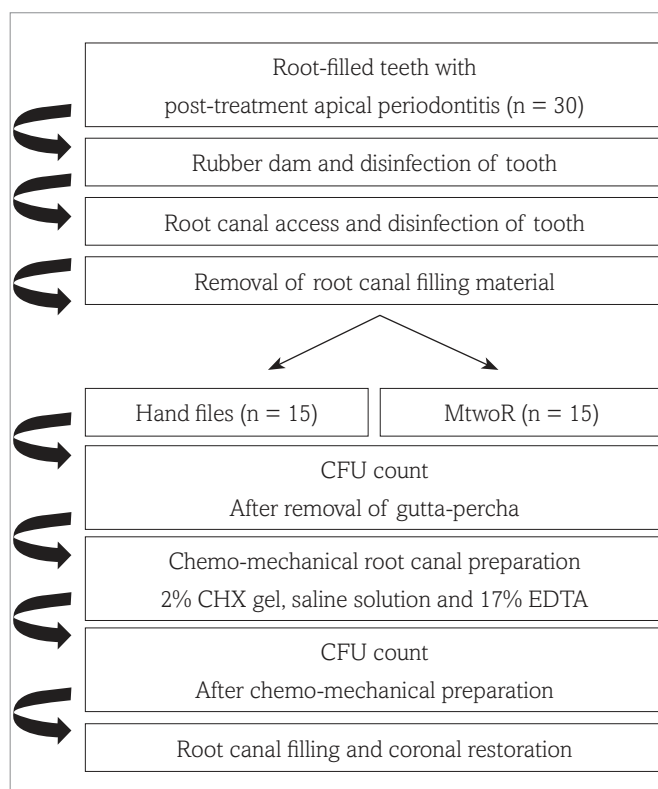 Root-filled teeth with
post-treatment apical periodontitis (n = 30)
Rubber dam and disinfection of tooth
Root canal access and disinfection of tooth
Removal of root canal filling material
Hand files (n = 15)
MtwoR (n = 15)
CFU count
After removal of gutta-percha
Chemo-mechanical root canal preparation
2% CHX gel, saline solution and 17% EDTA
CFU count
After chemo-mechanical preparation
Root canal filling and coronal restoration